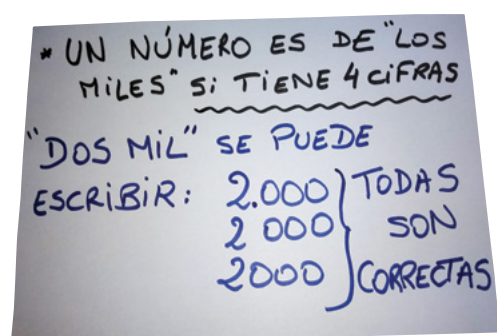 * UN NÚMERO ES DE "LOS
MILES" SI TIENE 4 CIFRAS
"DOS MIL" SE PUEDE
ESCRIBIR: 2.000 TODAS
2 000 SON
2000 CORRECTAS